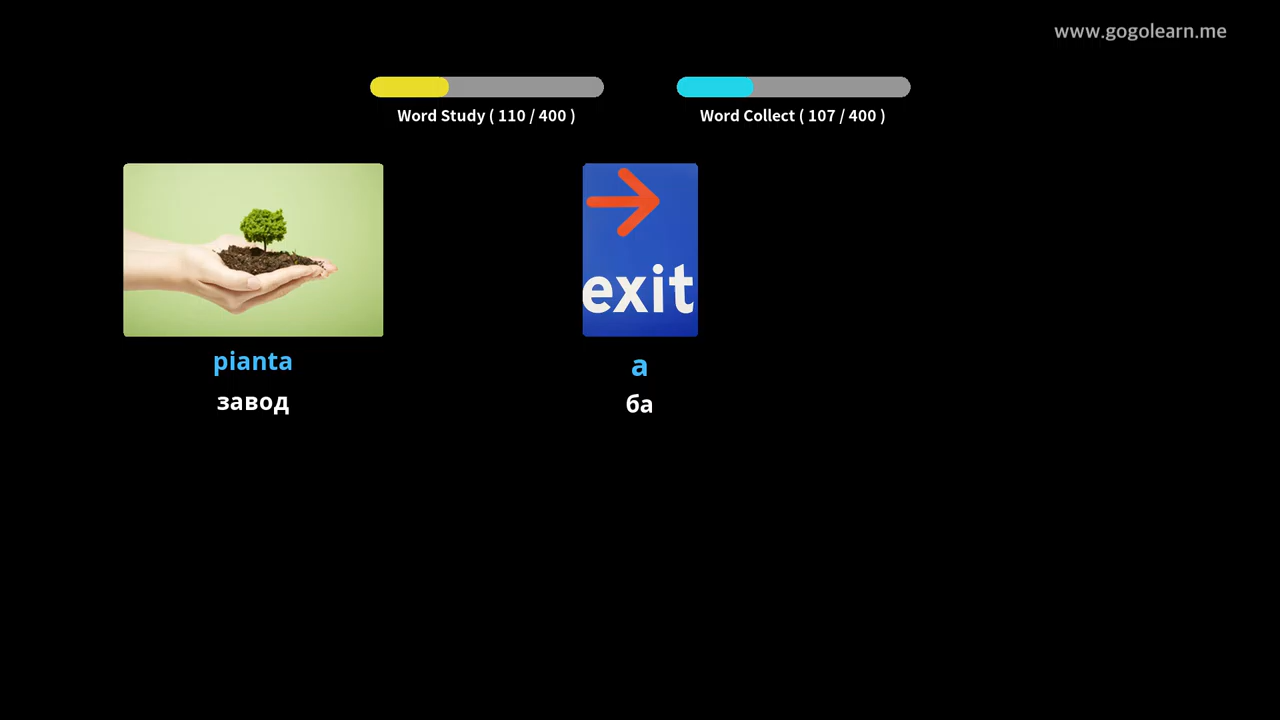 www.gogolearn.me
Word Study ( 110 / 400 )
Word Collect ( 107 / 400 )
exit
pianta
завод
a
ба